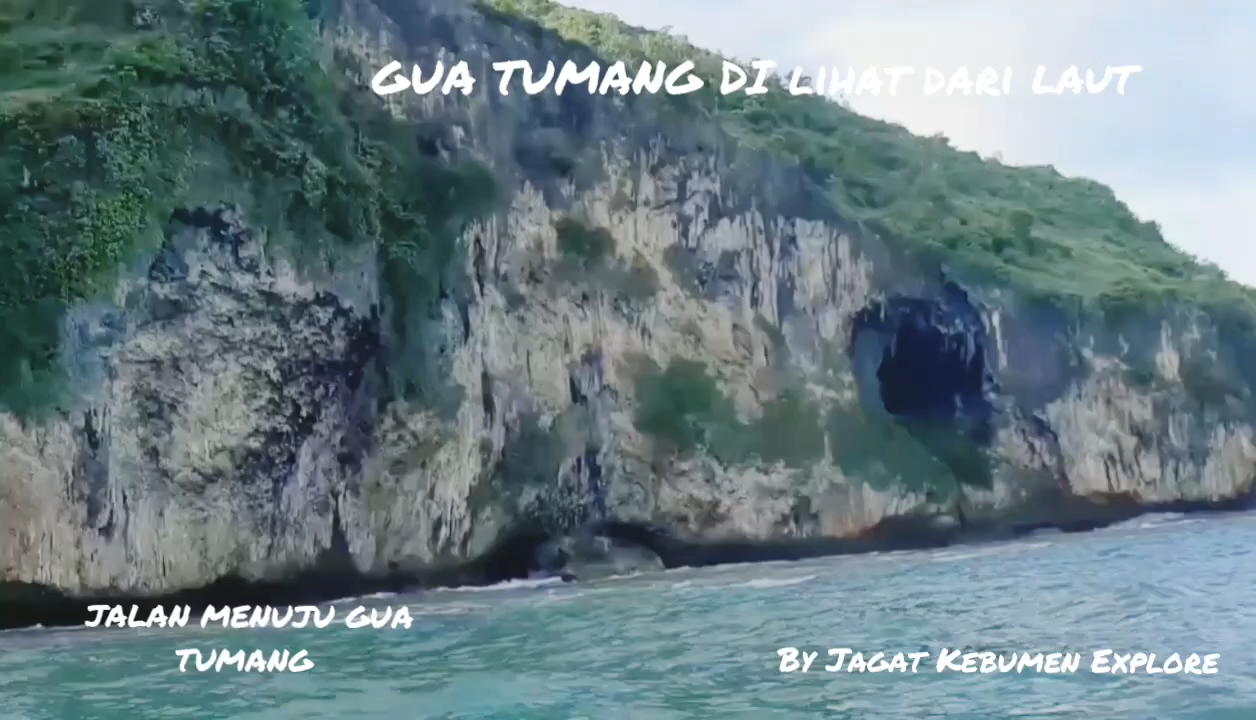 GUA TUMANG DI LIHAT DARI LAUT
JALAN MENUJU GUA
TUMANG
BY JAGAT KEBUMEN EXPLORE